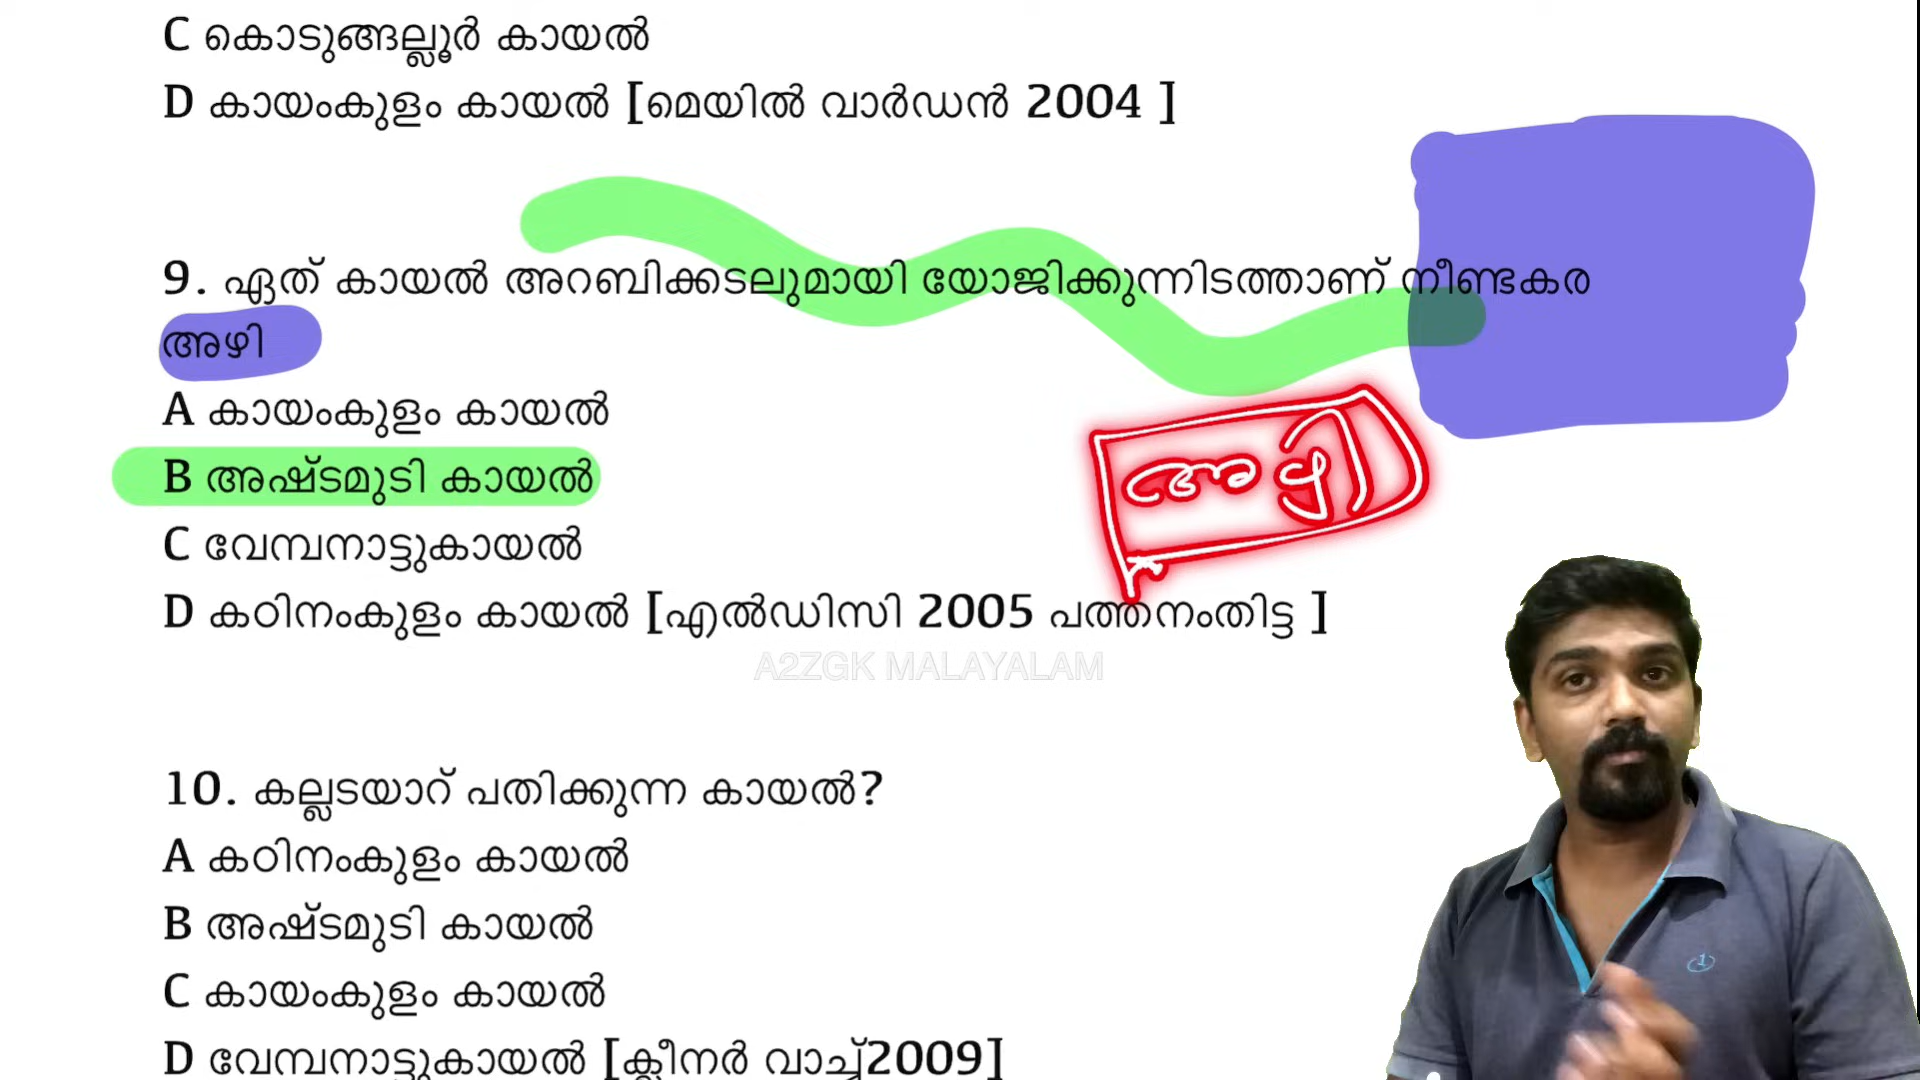 C കൊടുങ്ങല്ലൂർ കായൽ
D കായംകുളം കായൽ [മെയിൽ വാർഡൻ 2004 ]
9. ഏത് കായൽ അറബിക്കടലുമായി യോജിക്കുന്നിടത്താണ് നീണ്ടകര
അഴി
A കായംകുളം കായൽ
B അഷ്ടമുടി കായൽ
അഴി
C വേമ്പനാട്ടുകായൽ
D കഠിനംകുളം കായൽ [എൽഡിസി 2005 പത്തനംതിട്ട ]
A2ZGK MALAYALAM
10. കല്ലടയാറ് പതിക്കുന്ന കായൽ?
A കഠിനംകുളം കായൽ
B അഷ്ടമുടി കായൽ
C കായംകുളം കായൽ
D വേമ്പനാട്ടുകായൽ [ക്ലീനർ വാച്ച്2009]